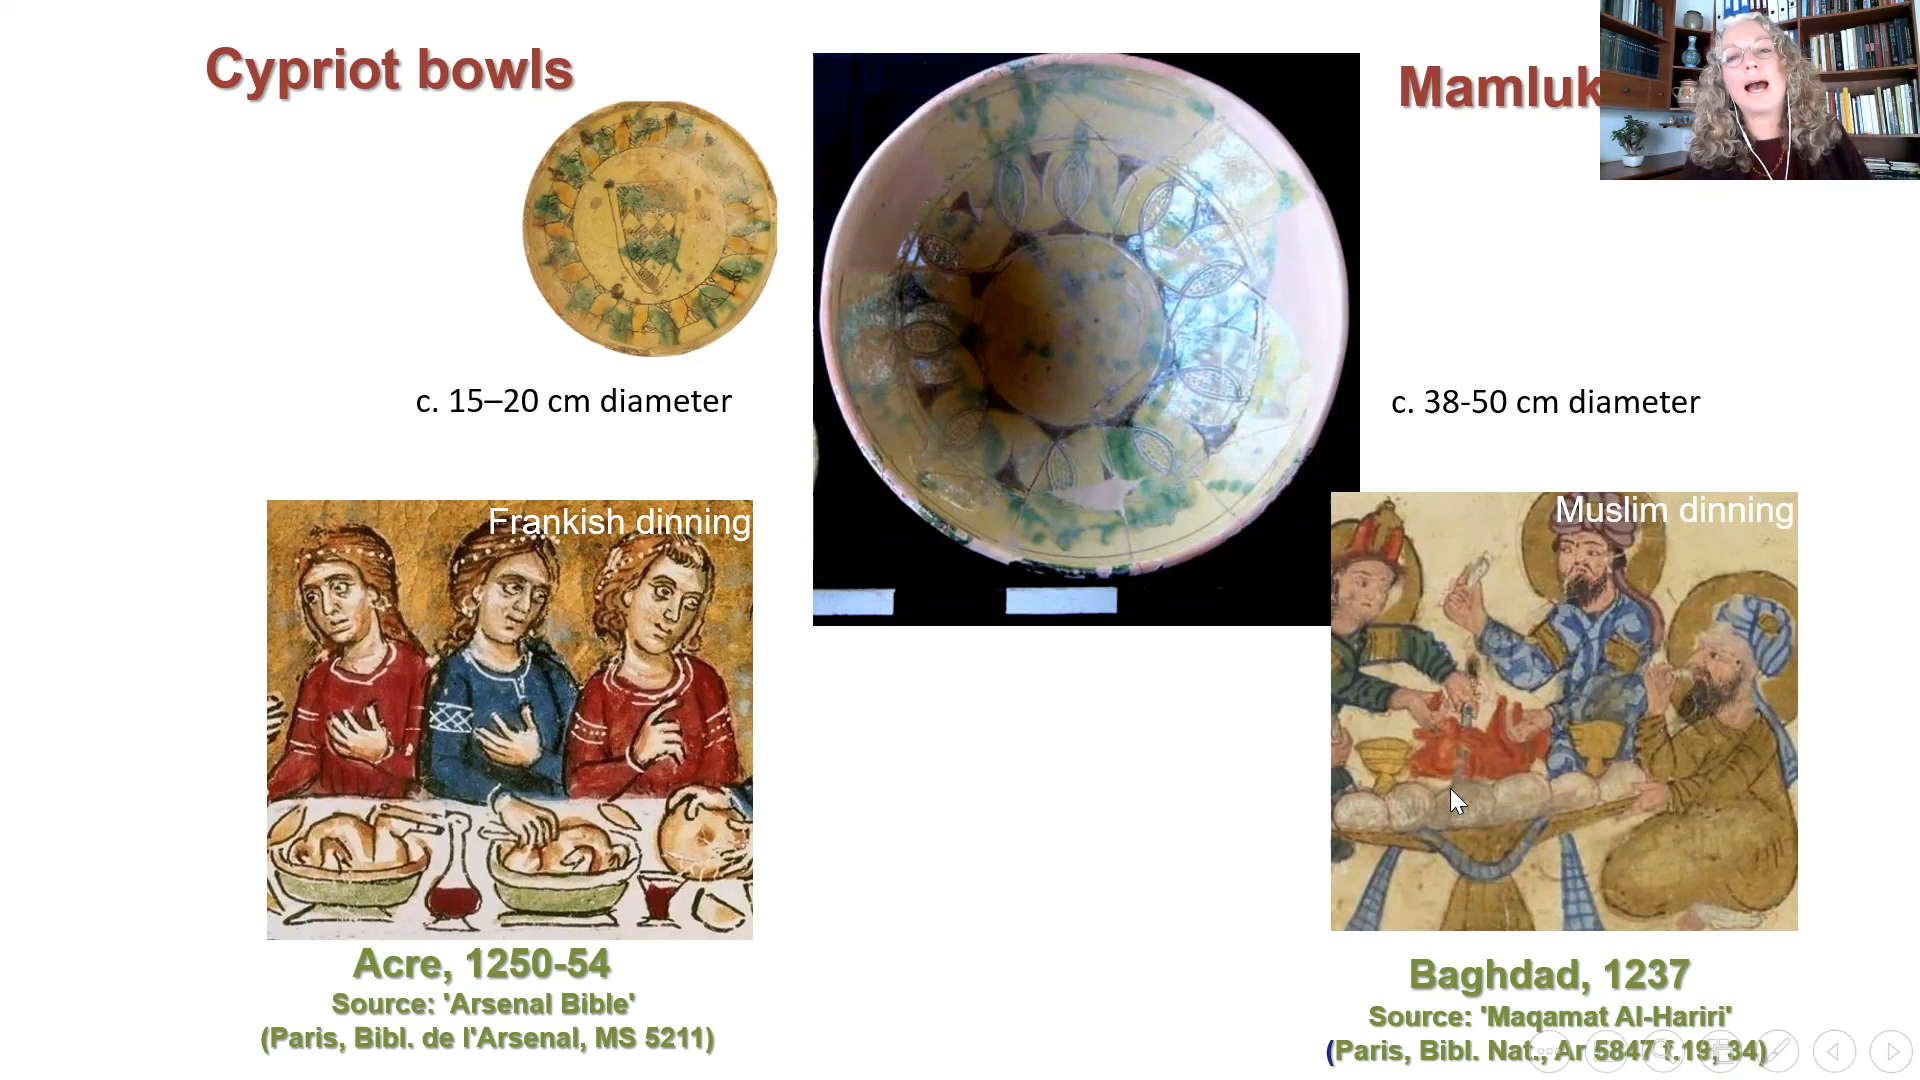 Cypriot bowls
Mamluk
c. 15–20 cm diameter
c. 38-50 cm diameter
Frankish dinning
Muslim dinning
Acre, 1250-54
Source: 'Arsenal Bible'
(Paris, Bibl. de l'Arsenal, MS 5211)
Baghdad, 1237
Source: 'Maqamat Al-Hariri'
(Paris, Bibl. Nat., Ar 5847 f.19, 34)